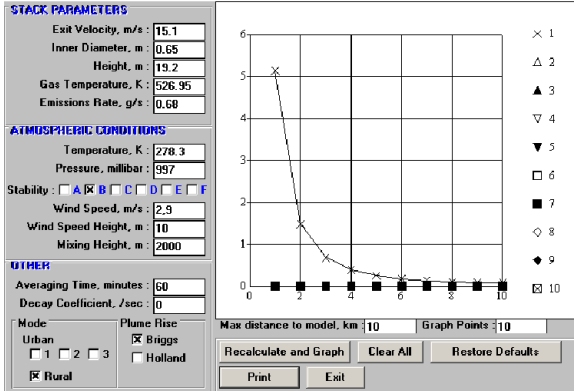 STACK PARAMETERS
Exit Velocity, m/s : 15.1
Inner Diameter, m : 0.65
Height, m : 19.2
Gas Temperature, K : 526.95
Emissions Rate, g/s : 0.68
ATMOSPHERIC CONDITIONS
Temperature, K : 278.3
Pressure, millibar : 997
Stability : A B C D E F
Wind Speed, m/s : 2,9
Wind Speed Height, m : 10
Mixing Height, m : 2000
OTHER
Averaging Time, minutes : 60
Decay Coefficient, /sec : 0
Mode
Urban
1 2 3
Rural
Plume Rise
Briggs
Holland
6
5
4
3
2
1
0
0 2 4 6 8 10
1
2
3
4
5
6
7
8
9
10
Max distance to model, km : 10 Graph Points : 10
Recalculate and Graph Clear All Restore Defaults
Print Exit